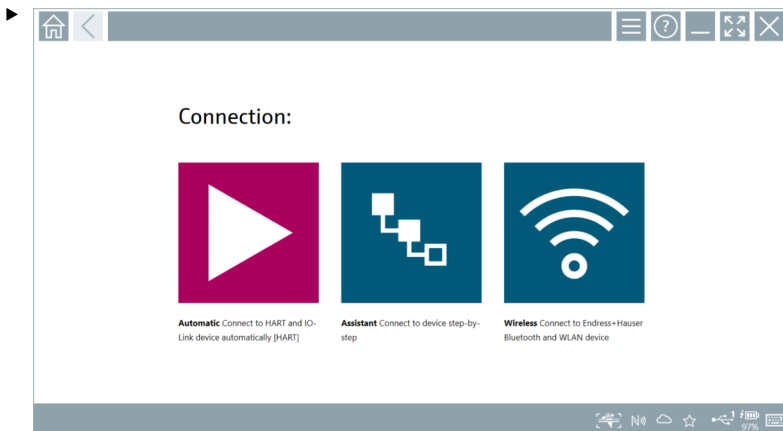 Connection:
Automatic Connect to HART and IO-
Link device automatically [HART]
Assistant Connect to device step-by-
step
Wireless Connect to Endress+Hauser
Bluetooth and WLAN device
1
97%